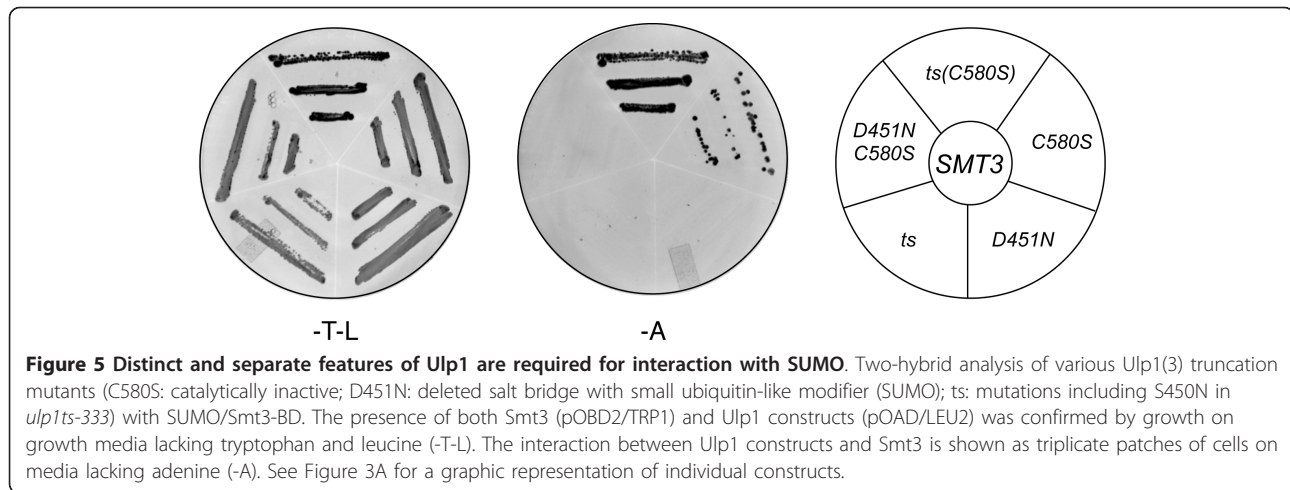 ts(C580S)
D451N
C580S
C580S
SMT3
ts
D451N
-T-L
-A
Figure 5 Distinct and separate features of Ulp1 are required for interaction with SUMO. Two-hybrid analysis of various Ulp1(3) truncation
mutants (C580S: catalytically inactive; D451N: deleted salt bridge with small ubiquitin-like modifier (SUMO); ts: mutations including S450N in
ulp1ts-333) with SUMO/Smt3-BD. The presence of both Smt3 (pOBD2/TRP1) and Ulp1 constructs (pOAD/LEU2) was confirmed by growth on
growth media lacking tryptophan and leucine (-T-L). The interaction between Ulp1 constructs and Smt3 is shown as triplicate patches of cells on
media lacking adenine (-A). See Figure 3A for a graphic representation of individual constructs.